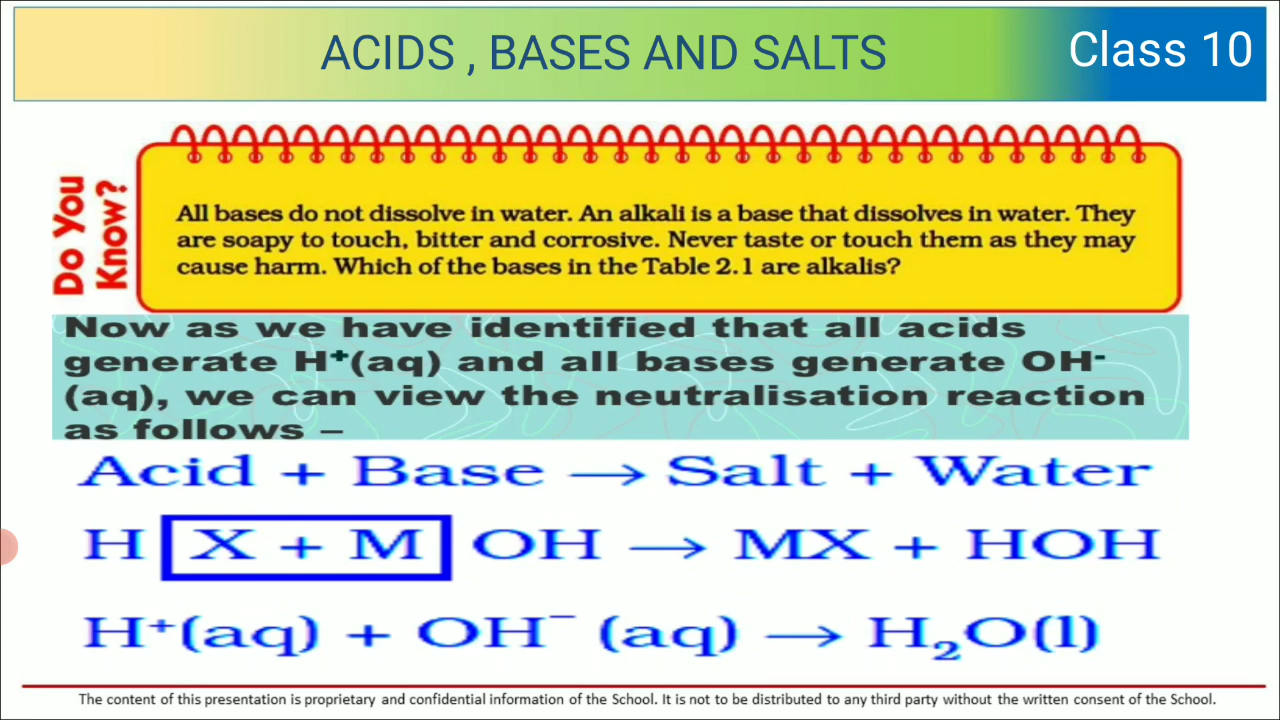 ACIDS , BASES AND SALTS
Class 10
Do You
Know?
All bases do not dissolve in water. An alkali is a base that dissolves in water. They
are soapy to touch, bitter and corrosive. Never taste or touch them as they may
cause harm. Which of the bases in the Table 2.1 are alkalis?
Now as we have identified that all acids
generate H⁺(aq) and all bases generate OH⁻
(aq), we can view the neutralisation reaction
as follows –
Acid + Base → Salt + Water
H X + M OH → MX + HOH
H⁺(aq) + OH⁻ (aq) → H₂O(l)
The content of this presentation is proprietary and confidential information of the School. It is not to be distributed to any third party without the written consent of the School.